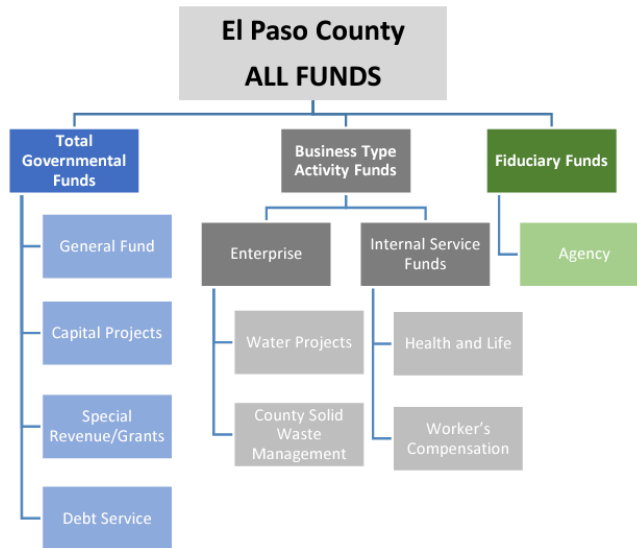 El Paso County
ALL FUNDS
Total
Governmental
Funds
Business Type
Activity Funds
Fiduciary Funds
General Fund
Enterprise
Internal Service
Funds
Agency
Capital Projects
Water Projects
Health and Life
Special
Revenue/Grants
County Solid
Waste
Management
Worker's
Compensation
Debt Service